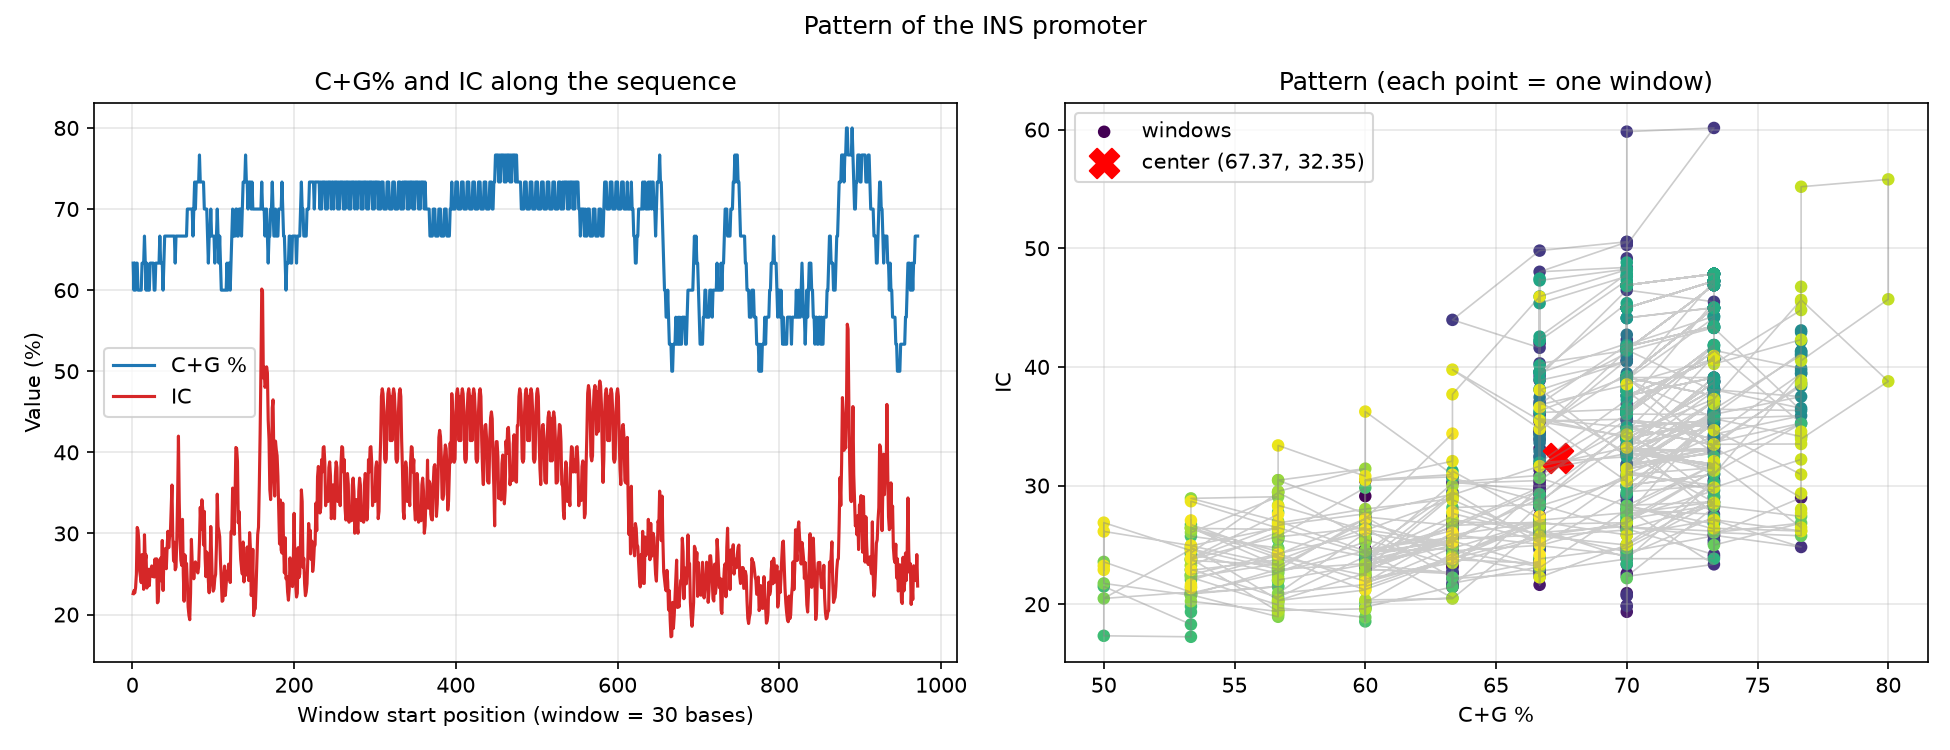 Pattern of the INS promoter
C+G% and IC along the sequence
80
70
60
50
40
30
20
Value (%)
C+G %
IC
0
200
400
600
800
1000
Window start position (window = 30 bases)
Pattern (each point = one window)
windows
center (67.37, 32.35)
60
50
40
30
20
IC
50
55
60
65
70
75
80
C+G %